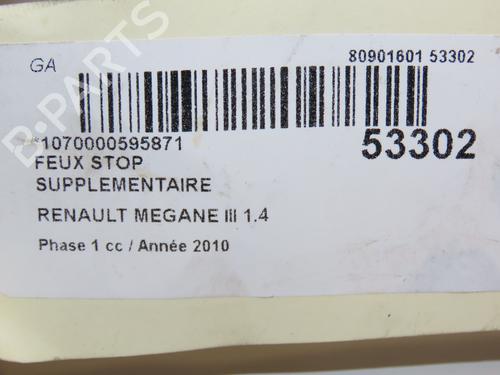 GA
80901601 53302
*1070000595871
53302
FEUX STOP
SUPPLEMENTAIRE
RENAULT MEGANE III 1.4
Phase 1 cc / Année 2010
B-PARTS